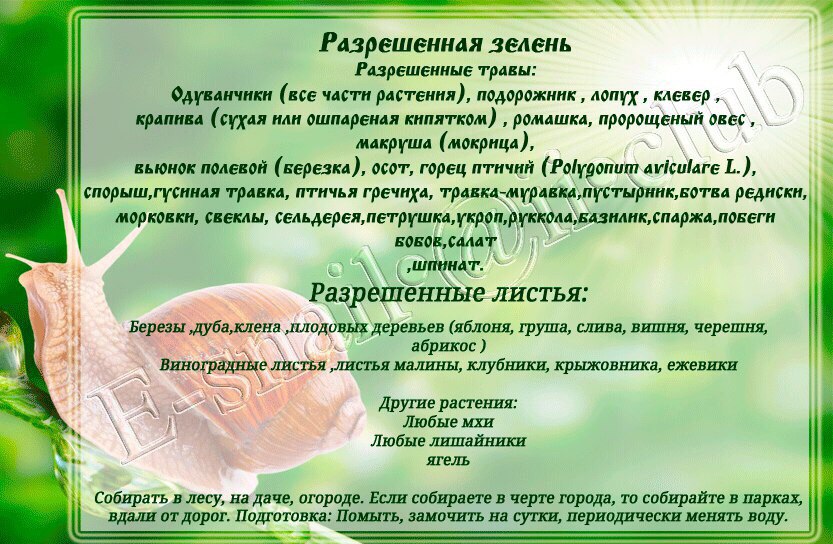 Разрешенная зелень
Разрешенные травы:
Одуванчики (все части растения), подорожник , лопух , клевер ,
крапива (сухая или ошпареная кипятком) , ромашка, пророщеный овес ,
макруша (мокрица),
вьюнок полевой (березка), осот, горец птичий (Polygonum aviculare L.),
спорыш,гусиная травка, птичья гречиха, травка-муравка,пустырник,ботва редиски,
морковки, свеклы, сельдерея,петрушка,укроп,руккола,базилик,спаржа,побеги
бобов,салат
,шпинат.
Разрешенные листья:
Березы ,дуба,клена ,плодовых деревьев (яблоня, груша, слива, вишня, черешня,
абрикос )
Виноградные листья ,листья малины, клубники, крыжовника, ежевики
Другие растения:
Любые мхи
Любые лишайники
ягель
Собирать в лесу, на даче, огороде. Если собираете в черте города, то собирайте в парках,
вдали от дорог. Подготовка: Помыть, замочить на сутки, периодически менять воду.